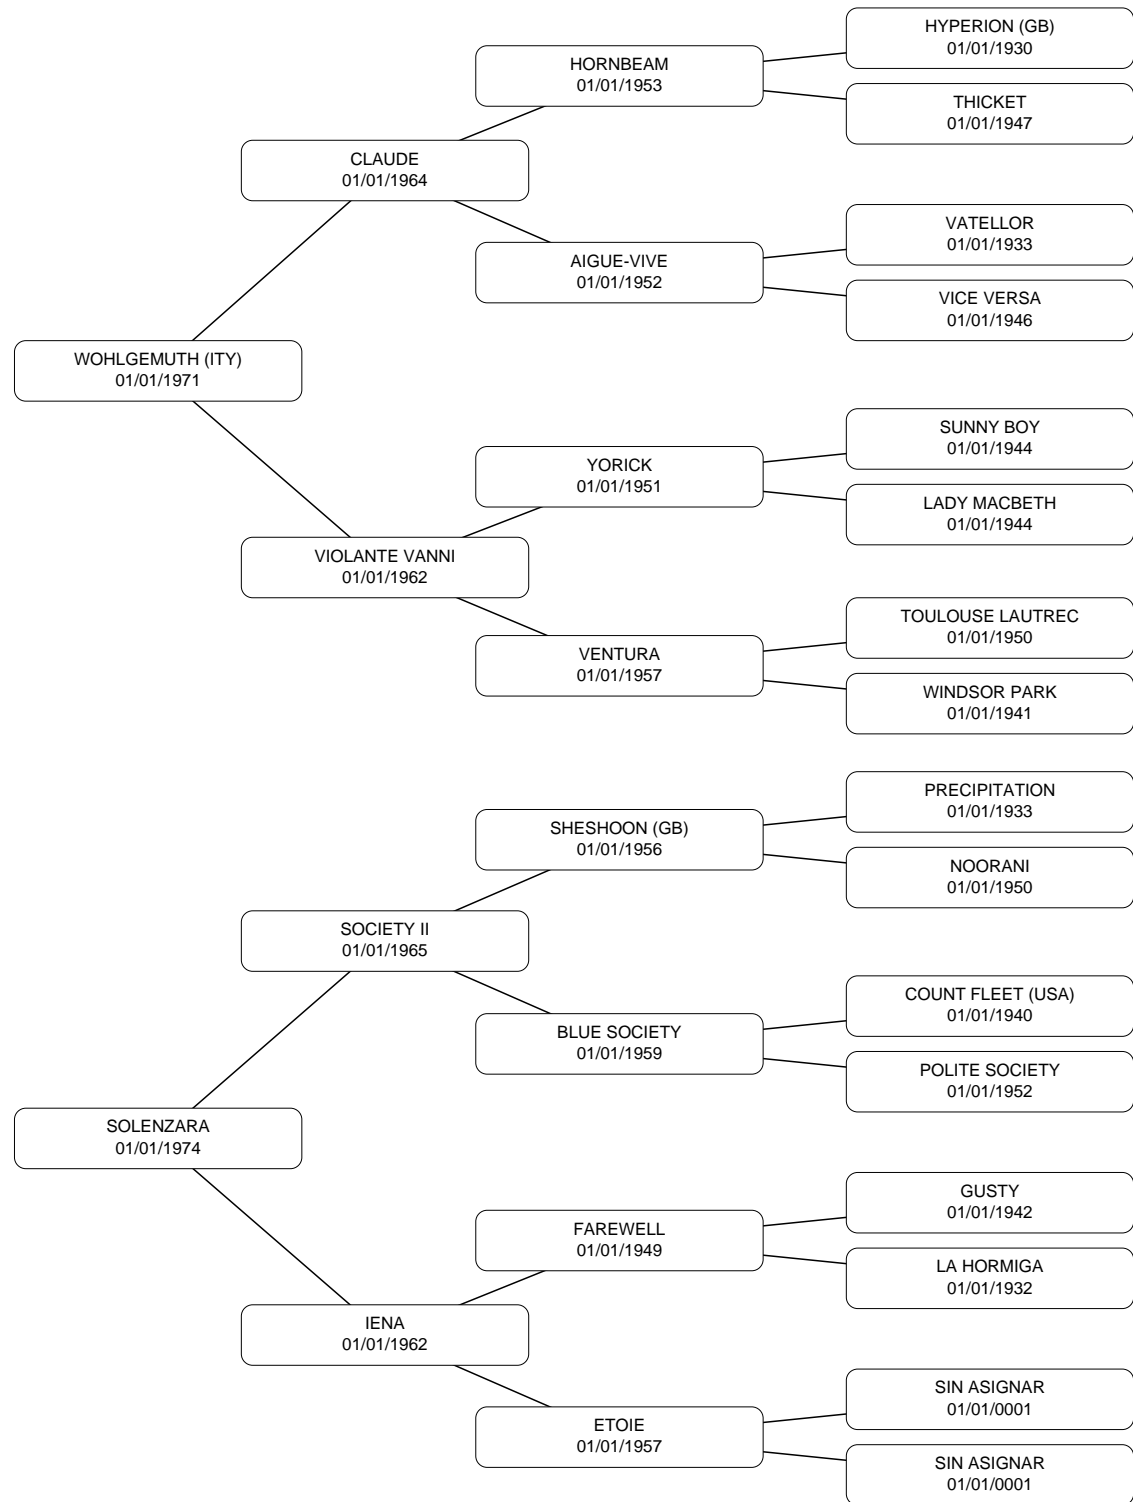 HYPERION (GB)
01/01/1930
HORNBEAM
01/01/1953
THICKET
01/01/1947
CLAUDE
01/01/1964
VATELLOR
01/01/1933
AIGUE-VIVE
01/01/1952
VICE VERSA
01/01/1946
WOHLGEMUTH (ITY)
01/01/1971
SUNNY BOY
01/01/1944
YORICK
01/01/1951
LADY MACBETH
01/01/1944
VIOLANTE VANNI
01/01/1962
TOULOUSE LAUTREC
01/01/1950
VENTURA
01/01/1957
WINDSOR PARK
01/01/1941
PRECIPITATION
01/01/1933
SHESHOON (GB)
01/01/1956
NOORANI
01/01/1950
SOCIETY II
01/01/1965
COUNT FLEET (USA)
01/01/1940
BLUE SOCIETY
01/01/1959
POLITE SOCIETY
01/01/1952
SOLENZARA
01/01/1974
GUSTY
01/01/1942
FAREWELL
01/01/1949
LA HORMIGA
01/01/1932
IENA
01/01/1962
SIN ASIGNAR
01/01/0001
ETOIE
01/01/1957
SIN ASIGNAR
01/01/0001